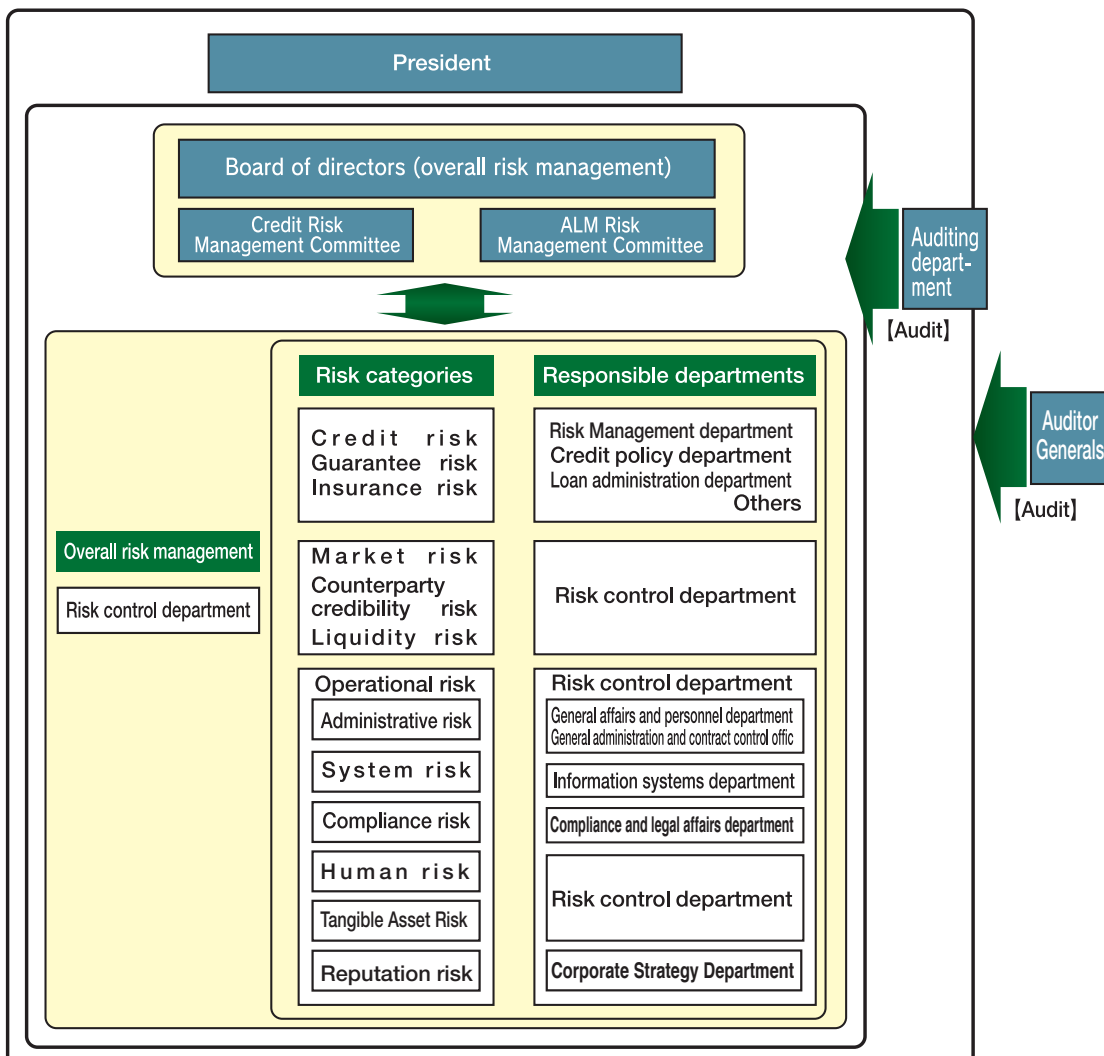 President
Board of directors (overall risk management)
Credit Risk
Management Committee
ALM Risk
Management Committee
Auditing
depart-
ment
【Audit】
Auditor
Generals
【Audit】
Overall risk management
Risk control department
Risk categories
Responsible departments
Credit risk
Guarantee risk
Insurance risk
Risk Management department
Credit policy department
Loan administration department
Others
Market risk
Counterparty
credibility risk
Liquidity risk
Risk control department
Operational risk
Risk control department
Administrative risk
General affairs and personnel department
General administration and contract control offic
System risk
Information systems department
Compliance risk
Compliance and legal affairs department
Human risk
Tangible Asset Risk
Risk control department
Reputation risk
Corporate Strategy Department